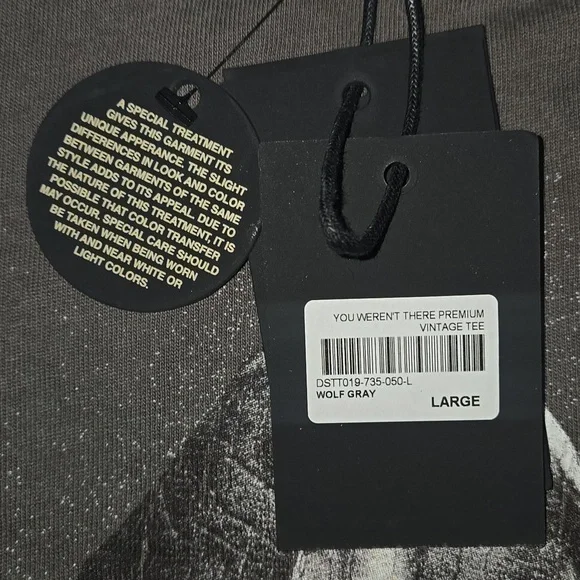 A SPECIAL TREATMENT
GIVES THIS GARMENT IT'S
UNIQUE APPERANCE. THE SLIGHT
DIFFERENCES IN LOOK AND COLOR
BETWEEN GARMENTS OF THE SAME
STYLE ADDS TO ITS APPEAL. DUE TO
THE NATURE OF THIS TREATMENT, IT IS
POSSIBLE THAT COLOR TRANSFER
MAY OCCUR. SPECIAL CARE SHOULD
BE TAKEN WHEN BEING WORN
WITH AND NEAR WHITE OR
LIGHT COLORS.
YOU WEREN'T THERE PREMIUM
VINTAGE TEE
DSTT019-735-050-L
WOLF GRAY
LARGE